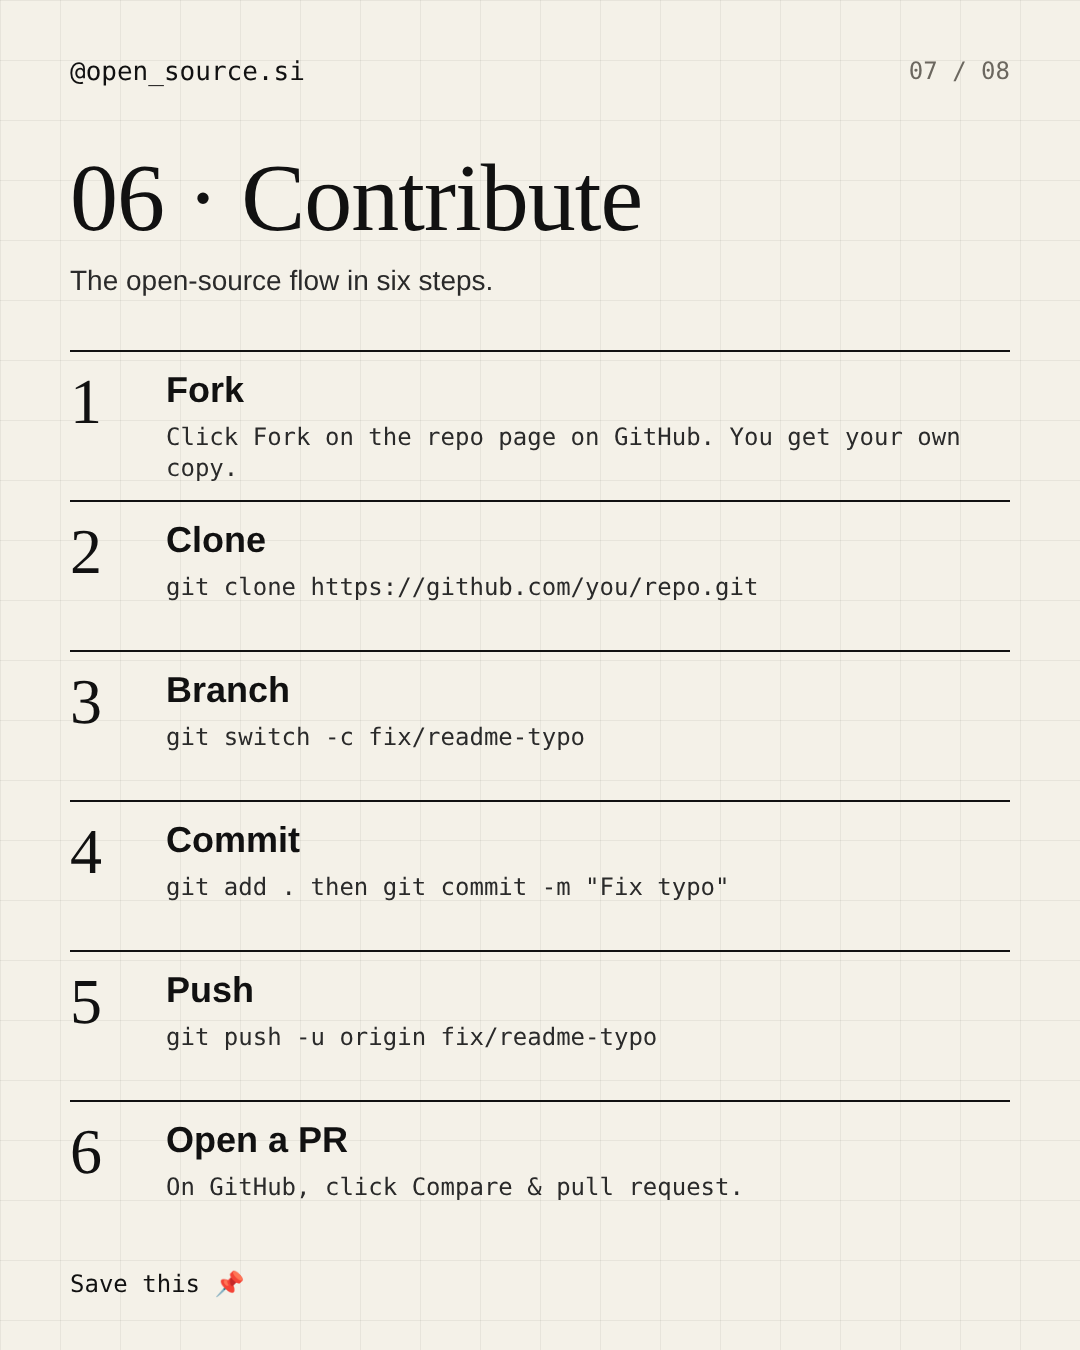 @open_source.si
07 / 08
06 · Contribute
The open-source flow in six steps.
1
Fork
Click Fork on the repo page on GitHub. You get your own
copy.
2
Clone
git clone https://github.com/you/repo.git
3
Branch
git switch -c fix/readme-typo
4
Commit
git add . then git commit -m "Fix typo"
5
Push
git push -u origin fix/readme-typo
6
Open a PR
On GitHub, click Compare & pull request.
Save this 📌